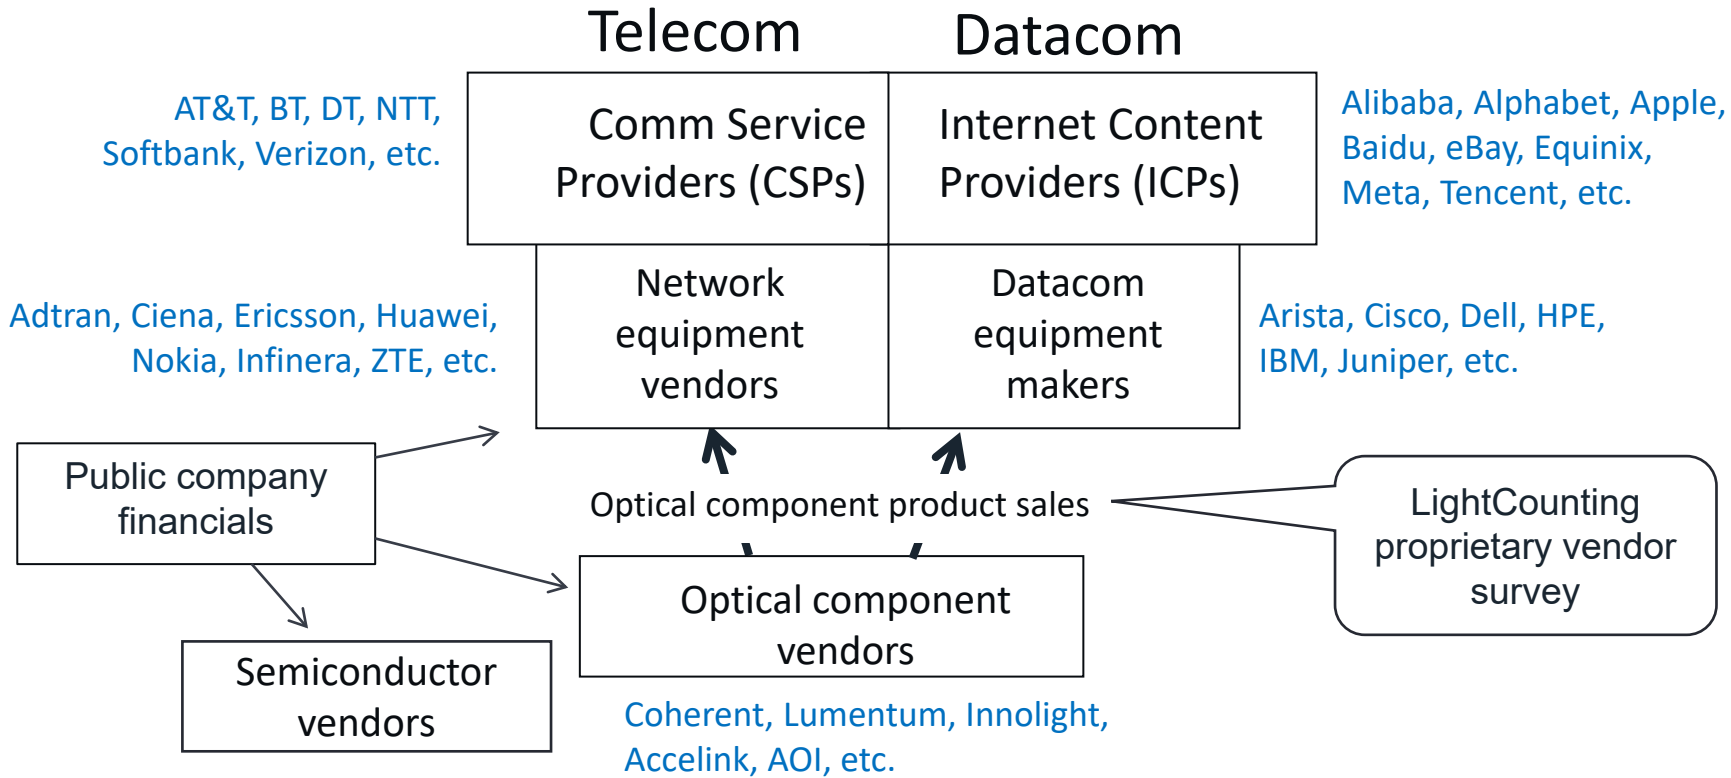 Telecom
Datacom
AT&T, BT, DT, NTT,
Softbank, Verizon, etc.
Comm Service
Providers (CSPs)
Internet Content
Providers (ICPs)
Alibaba, Alphabet, Apple,
Baidu, eBay, Equinix,
Meta, Tencent, etc.
Adtran, Ciena, Ericsson, Huawei,
Nokia, Infinera, ZTE, etc.
Network
equipment
vendors
Datacom
equipment
makers
Arista, Cisco, Dell, HPE,
IBM, Juniper, etc.
Public company
financials
Optical component product sales
LightCounting
proprietary vendor
survey
Optical component
vendors
Semiconductor
vendors
Coherent, Lumentum, Innolight,
Accelink, AOI, etc.